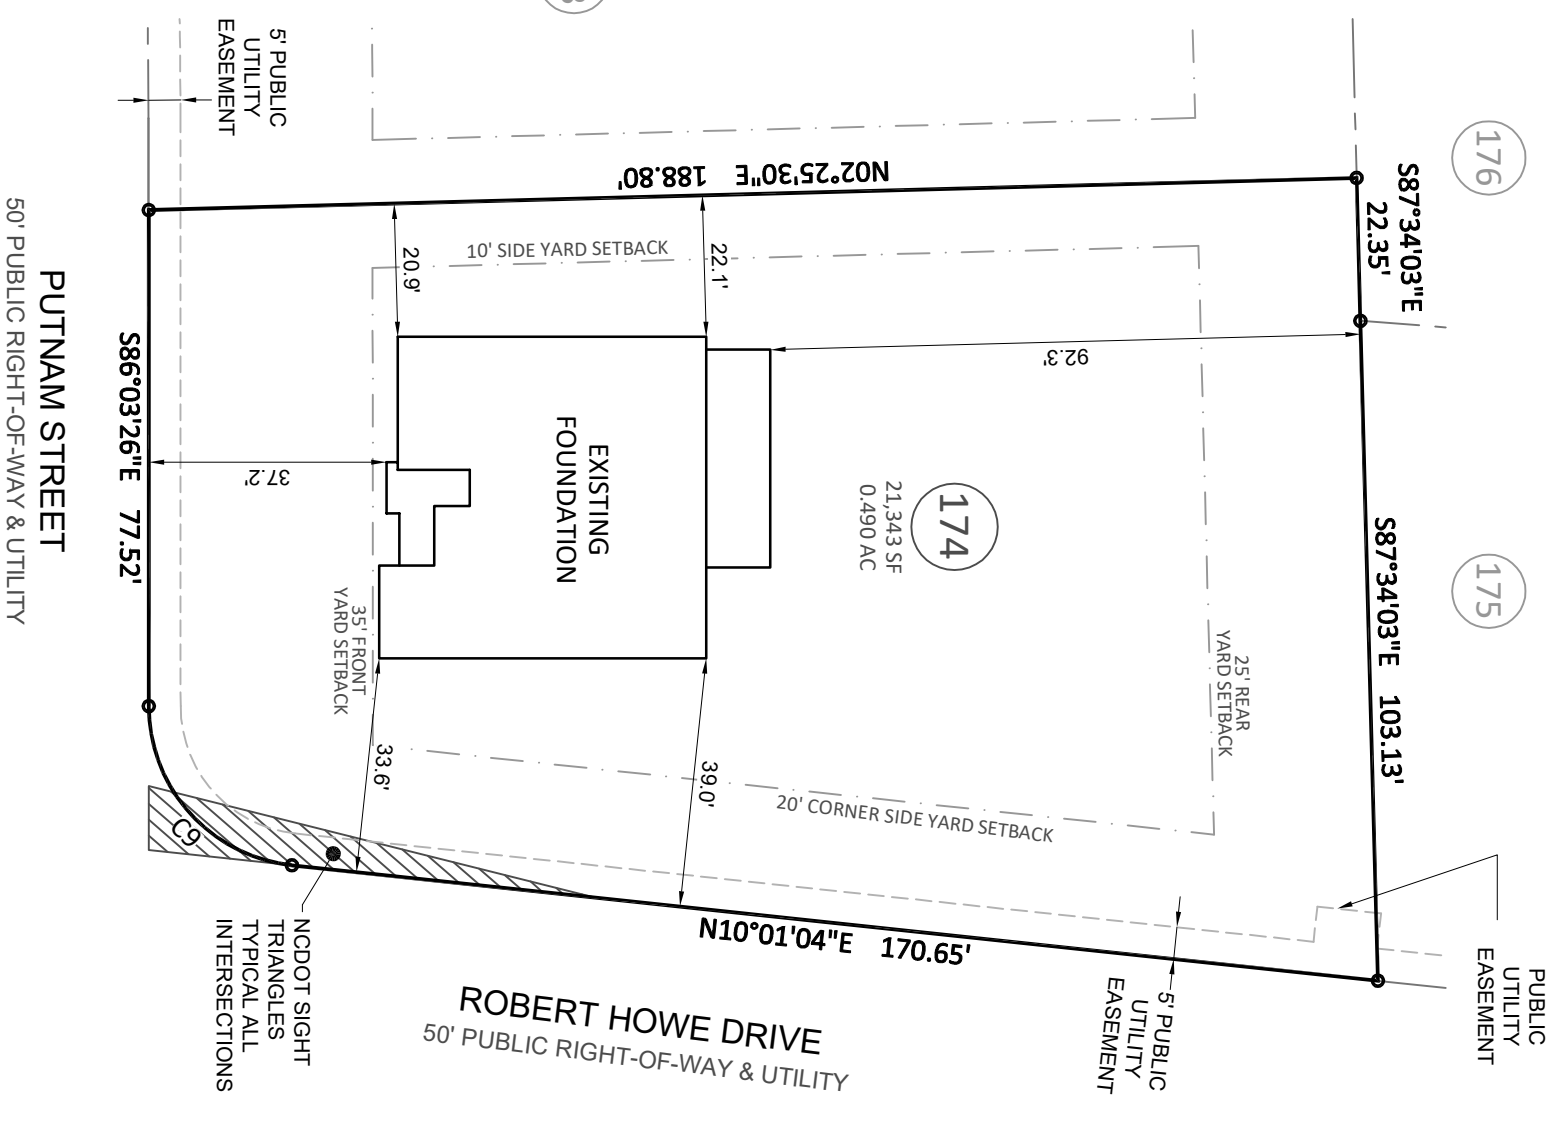 5' PUBLIC
UTILITY
EASEMENT
176
S87°34'03"E
22.35'
N02°25'30"E 188.80'
10' SIDE YARD SETBACK
20.9'
22.1'
92.3'
PUTNAM STREET
50' PUBLIC RIGHT-OF-WAY & UTILITY
S86°03'26"E 77.52'
37.2'
EXISTING
FOUNDATION
174
21,343 SF
0.490 AC
175
S87°34'03"E 103.13'
35' FRONT
YARD SETBACK
25' REAR
YARD SETBACK
33.6'
39.0'
20' CORNER SIDE YARD SETBACK
C9
N10°01'04"E 170.65'
NCDOT SIGHT
TRIANGLES
TYPICAL ALL
INTERSECTIONS
ROBERT HOWE DRIVE
50' PUBLIC RIGHT-OF-WAY & UTILITY
5' PUBLIC
UTILITY
EASEMENT
PUBLIC
UTILITY
EASEMENT